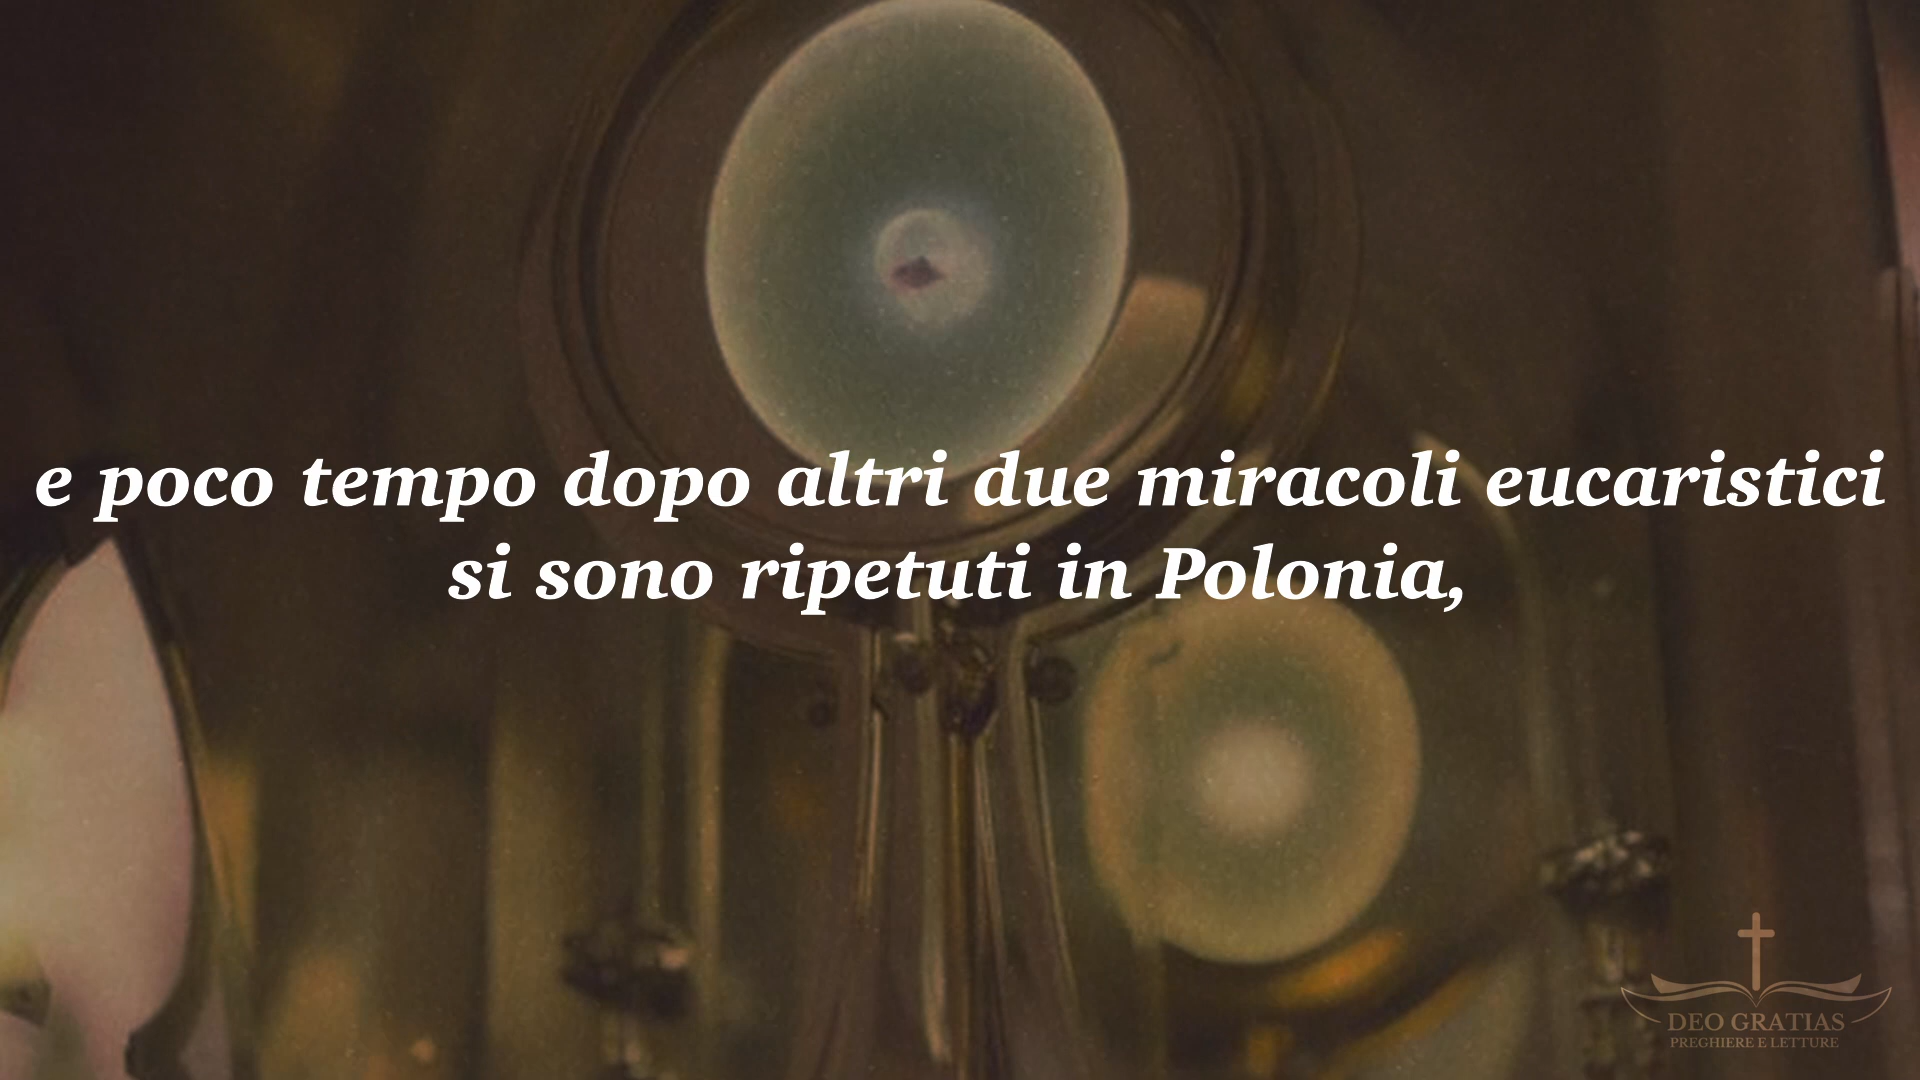 e poco tempo dopo altri due miracoli eucaristici
si sono ripetuti in Polonia,
DEO GRATIAS
PREGHIERE E LETTURE